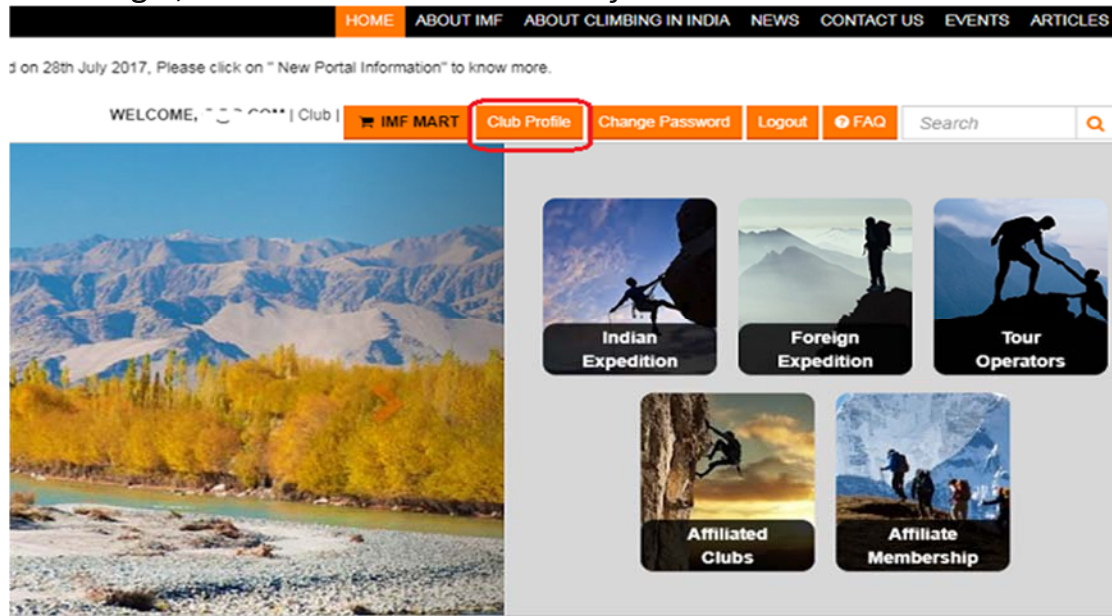 HOME ABOUT IMF ABOUT CLIMBING IN INDIA NEWS CONTACT US EVENTS ARTICLES
on 28th July 2017, Please click on " New Portal Information" to know more.
WELCOME, | Club | IMF MART Club Profile Change Password Logout FAQ Search
Indian
Expedition
Foreign
Expedition
Tour
Operators
Affiliated
Clubs
Affiliate
Membership